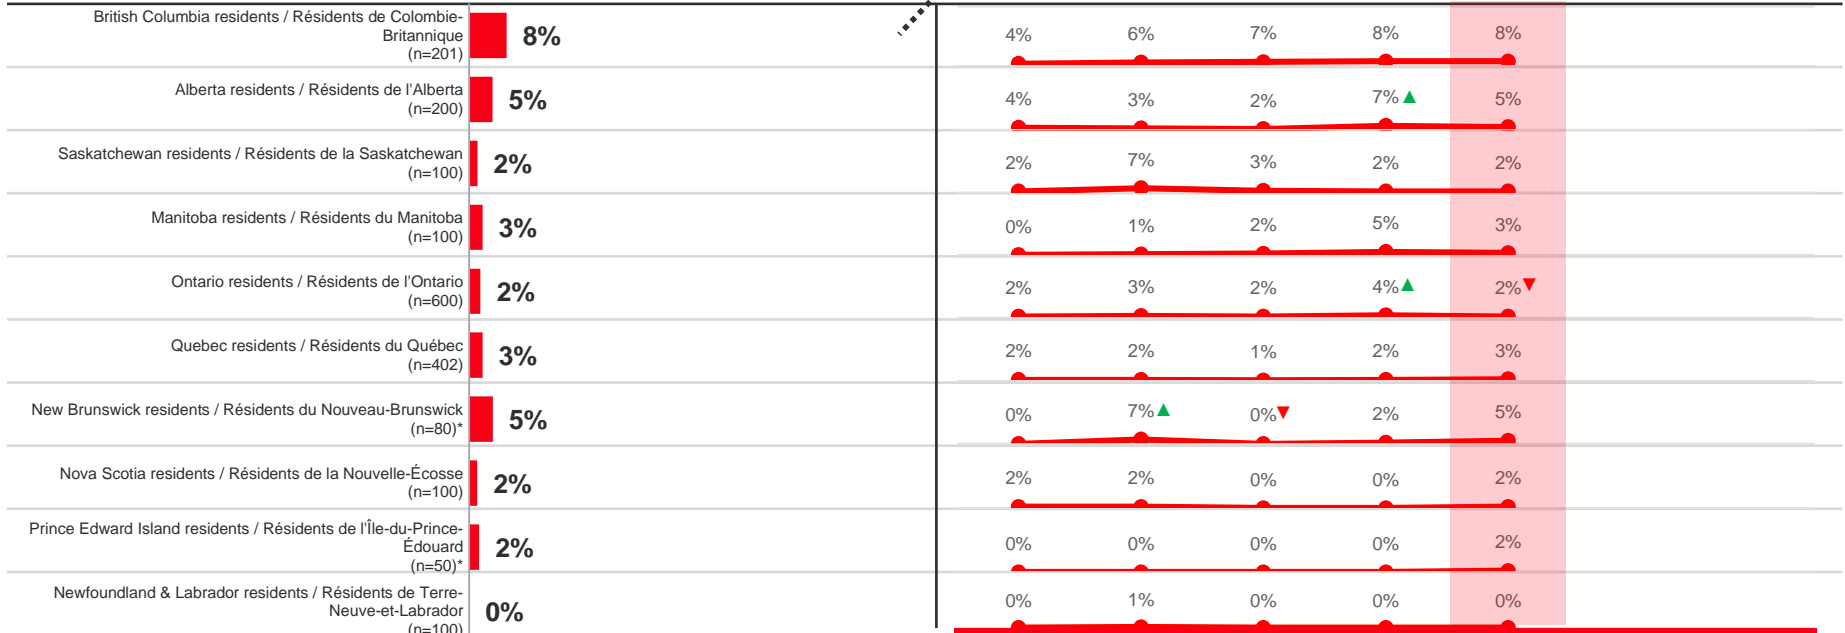 British Columbia residents / Résidents de Colombie-
Britannique
(n=201)
8%
4% 6% 7% 8% 8%
Alberta residents / Résidents de l'Alberta
(n=200)
5%
4% 3% 2% 7% ▲ 5%
Saskatchewan residents / Résidents de la Saskatchewan
(n=100)
2%
2% 7% 3% 2% 2%
Manitoba residents / Résidents du Manitoba
(n=100)
3%
0% 1% 2% 5% 3%
Ontario residents / Résidents de l'Ontario
(n=600)
2%
2% 3% 2% 4% ▲ 2% ▼
Quebec residents / Résidents du Québec
(n=402)
3%
2% 2% 1% 2% 3%
New Brunswick residents / Résidents du Nouveau-Brunswick
(n=80)*
5%
0% 7% ▲ 0% ▼ 2% 5%
Nova Scotia residents / Résidents de la Nouvelle-Écosse
(n=100)
2%
2% 2% 0% 0% 2%
Prince Edward Island residents / Résidents de l'Île-du-Prince-
Édouard
(n=50)*
2%
0% 0% 0% 0% 2%
Newfoundland & Labrador residents / Résidents de Terre-
Neuve-et-Labrador
(n=100)
0%
0% 1% 0% 0% 0%